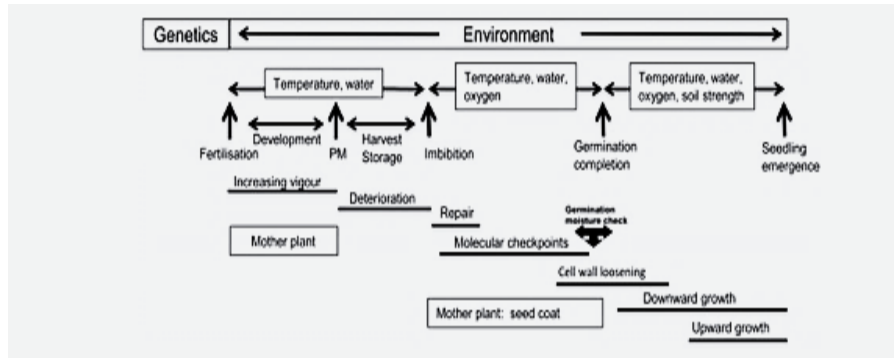 Genetics
Environment
Temperature, water
Temperature, water,
oxygen
Temperature, water,
oxygen, soil strength
Development
Harvest
Storage
Fertilisation
PM
Imbibition
Germination
completion
Seedling
emergence
Increasing vigour
Deterioration
Repair
Germination
moisture check
Mother plant
Molecular checkpoints
Cell wall loosening
Mother plant: seed coat
Downward growth
Upward growth